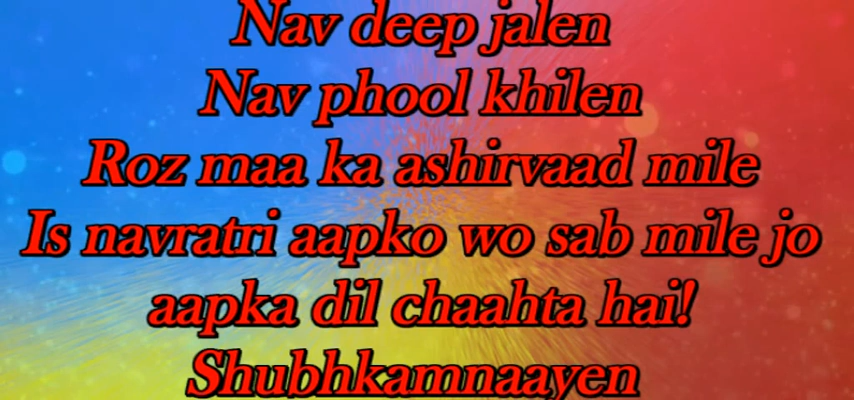 Nav deep jalen
Nav phool khilen
Roz maa ka ashirvaad mile
Is navratri aapko wo sab mile jo
aapka dil chaahta hai!
Shubhkamnaayen